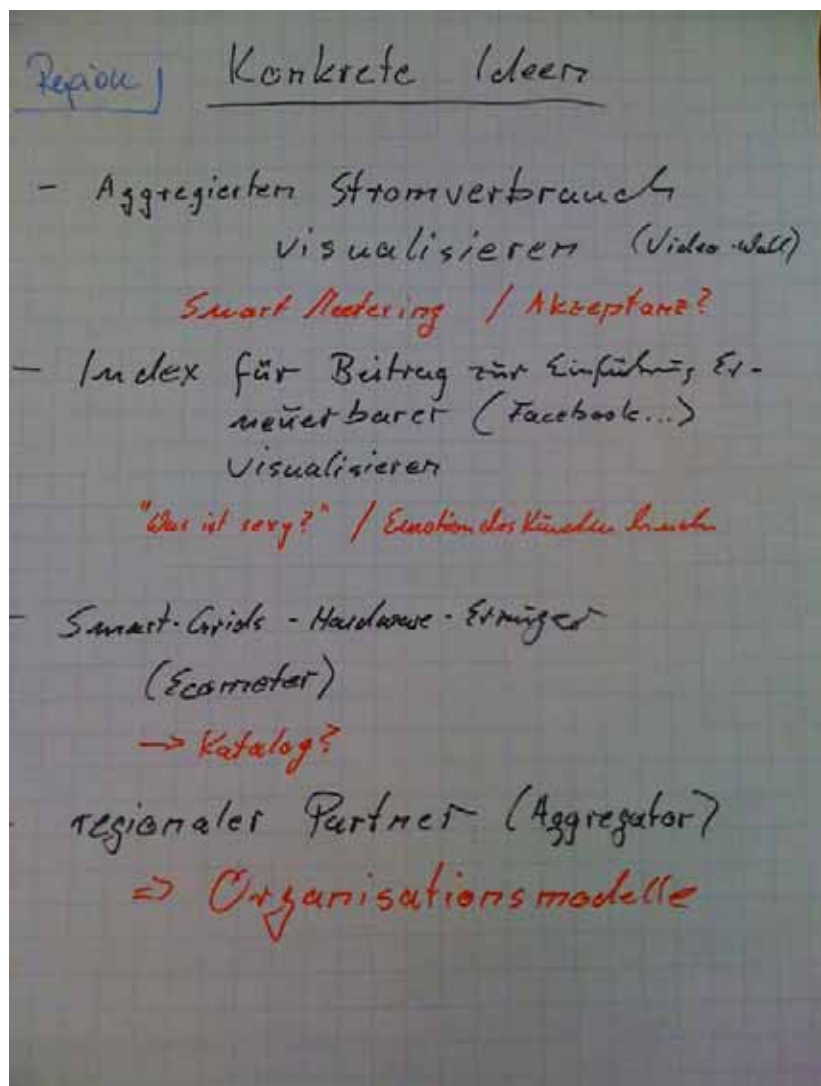 Region Konkrete Ideen
- Aggregierten Stromverbrauch
visualisieren (Video-Wall)
Smart Metering / Akzeptanz?
- Index für Beitrag zur Einführung Er-
neuerbarer (Facebook...)
visualisieren
"Was ist sexy?" / Emotion des Kunden
- Smart-Grids-Hardware-
(Ecometer)
-> Katalog?
- regionaler Partner (Aggregator)
=> Organisationsmodelle